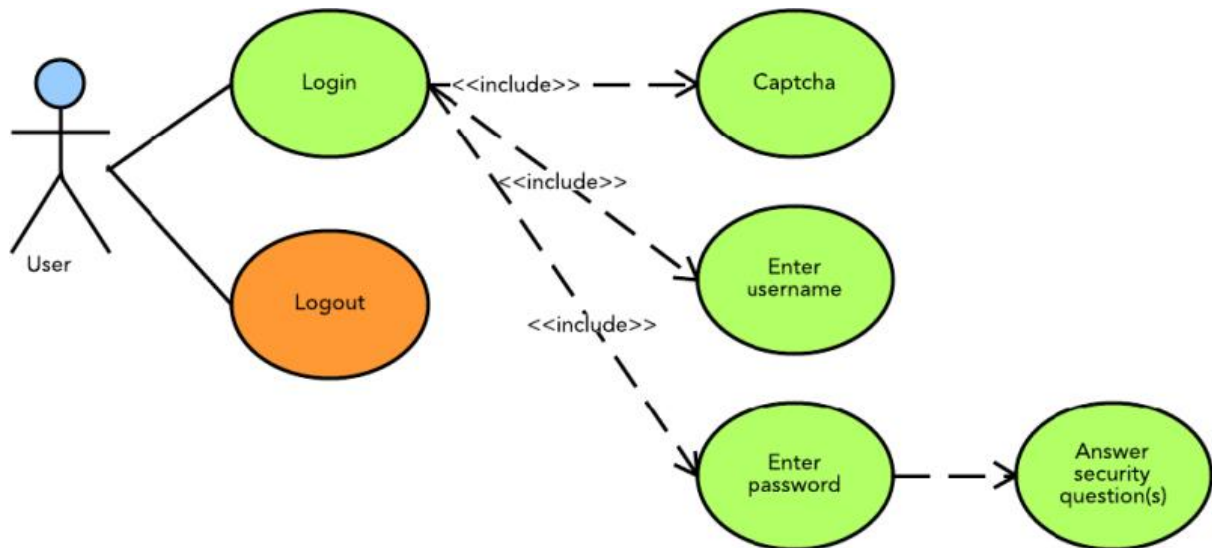 Login
<<include>>
Captcha
<<include>>
User
Logout
Enter
username
<<include>>
Enter
password
Answer
security
question(s)